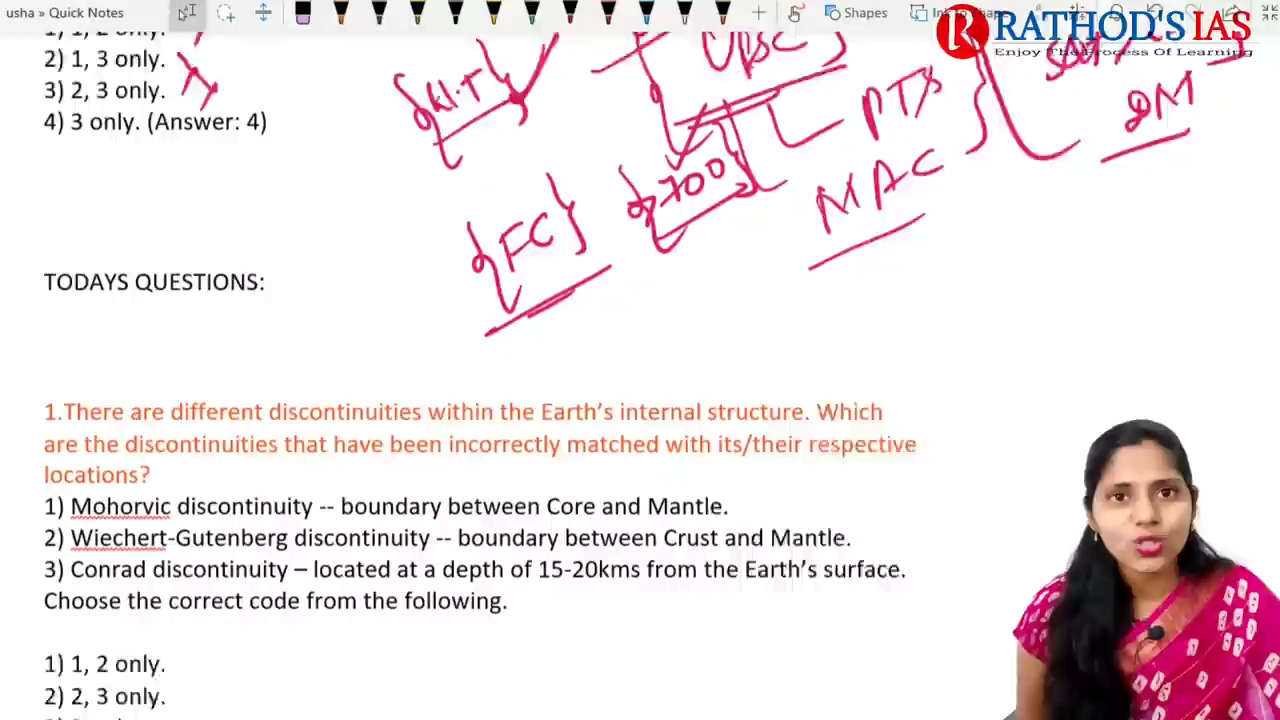 usha » Quick Notes
Shapes
RATHOD'S IAS
Enjoy The Process Of Learning
2) 1, 3 only.
3) 2, 3 only.
4) 3 only. (Answer: 4)
UPSC
PTS
MAC
2M
{700}
{FC}
TODAYS QUESTIONS:
1.There are different discontinuities within the Earth's internal structure. Which
are the discontinuities that have been incorrectly matched with its/their respective
locations?
1) Mohorvic discontinuity -- boundary between Core and Mantle.
2) Wiechert-Gutenberg discontinuity -- boundary between Crust and Mantle.
3) Conrad discontinuity – located at a depth of 15-20kms from the Earth's surface.
Choose the correct code from the following.
1) 1, 2 only.
2) 2, 3 only.